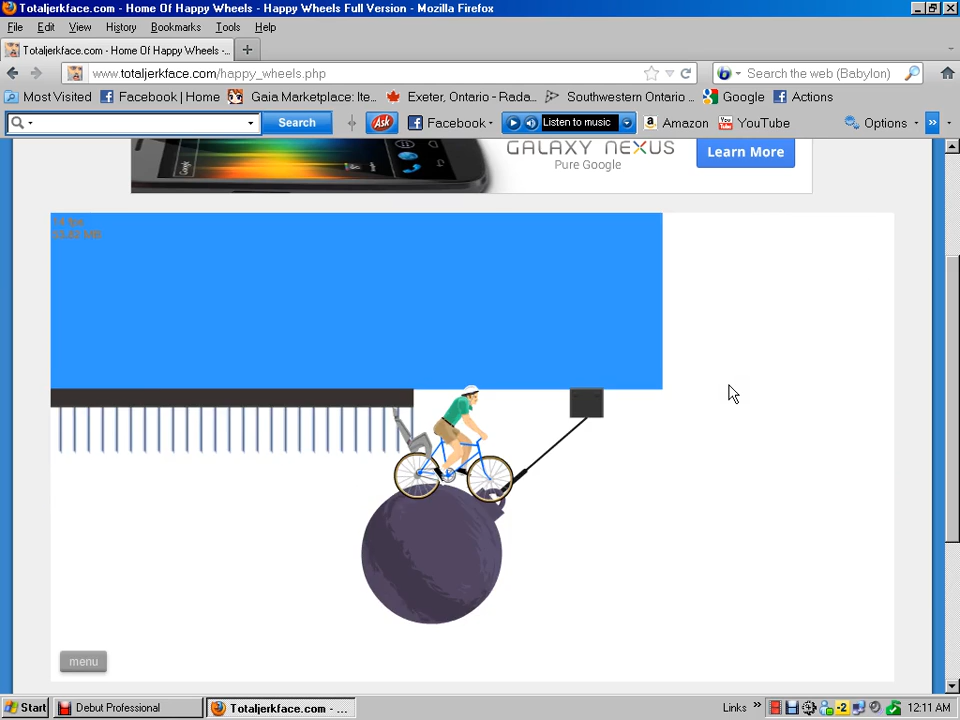 Totaljerkface.com - Home Of Happy Wheels - Happy Wheels Full Version - Mozilla Firefox
File Edit View History Bookmarks Tools Help
Totaljerkface.com - Home Of Happy Wheels -...
www.totaljerkface.com/happy_wheels.php Search the web (Babylon)
Most Visited Facebook | Home Gaia Marketplace: Ite... Exeter, Ontario - Rada... Southwestern Ontario ... Google Actions
Search Ask Facebook Listen to music Amazon YouTube Options »
GALAXY NEXUS
Pure Google
Learn More
menu
Start Debut Professional Totaljerkface.com - ... Links » -2 12:11 AM